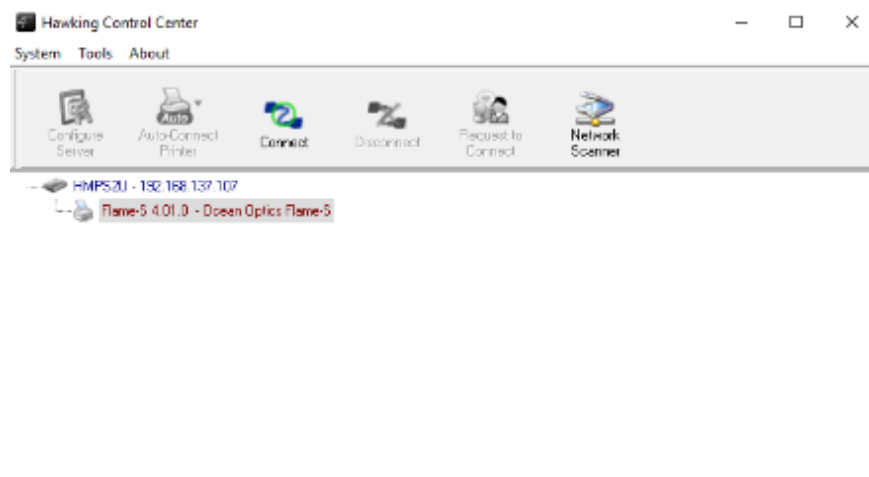 Hawking Control Center
System Tools About
Configure Server
Auto-Connect Printer
Connect
Disconnect
Request to Connect
Network Scanner
HMPS2U - 192.168.137.107
Flame-S 4.01.0 - Ocean Optics Flame-S